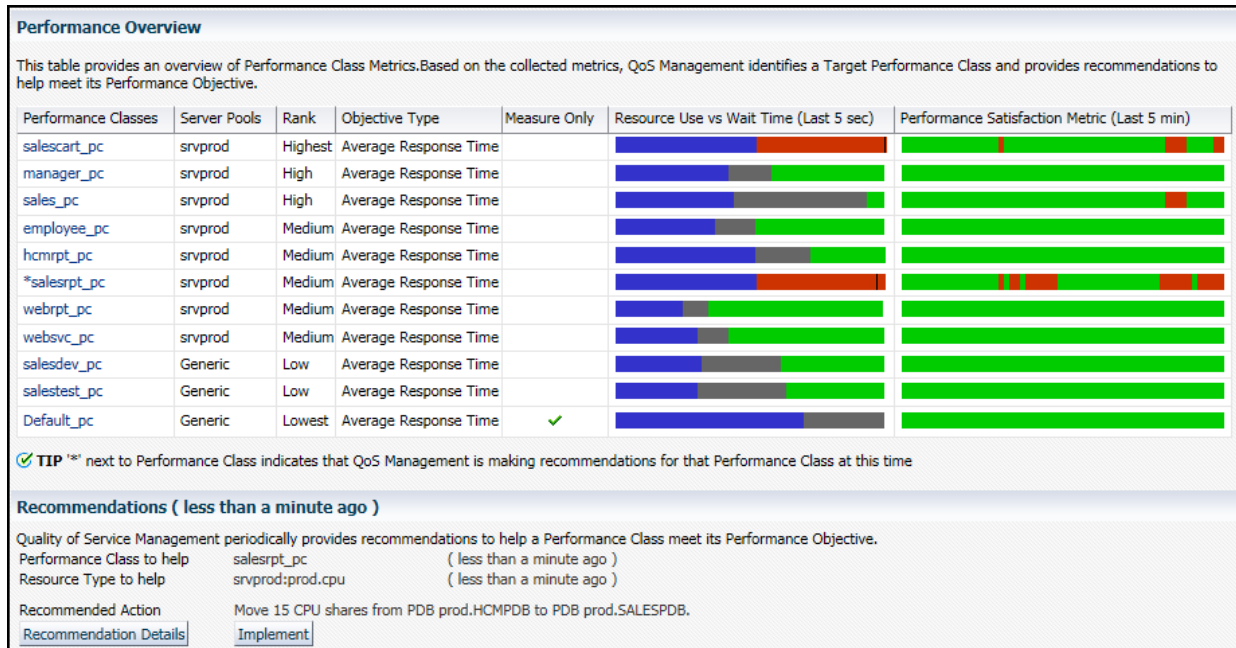 Performance Overview
This table provides an overview of Performance Class Metrics.Based on the collected metrics, QoS Management identifies a Target Performance Class and provides recommendations to
help meet its Performance Objective.
Performance Classes Server Pools Rank Objective Type Measure Only Resource Use vs Wait Time (Last 5 sec) Performance Satisfaction Metric (Last 5 min)
salescart_pc srvprod Highest Average Response Time
manager_pc srvprod High Average Response Time
sales_pc srvprod High Average Response Time
employee_pc srvprod Medium Average Response Time
hcmrpt_pc srvprod Medium Average Response Time
*salesrpt_pc srvprod Medium Average Response Time
webrpt_pc srvprod Medium Average Response Time
websvc_pc srvprod Medium Average Response Time
salesdev_pc Generic Low Average Response Time
salestest_pc Generic Low Average Response Time
Default_pc Generic Lowest Average Response Time
TIP '*' next to Performance Class indicates that QoS Management is making recommendations for that Performance Class at this time
Recommendations ( less than a minute ago )
Quality of Service Management periodically provides recommendations to help a Performance Class meet its Performance Objective.
Performance Class to help salesrpt_pc ( less than a minute ago )
Resource Type to help srvprod:prod.cpu ( less than a minute ago )
Recommended Action Move 15 CPU shares from PDB prod.HCMPDB to PDB prod.SALESPDB.
Recommendation Details Implement